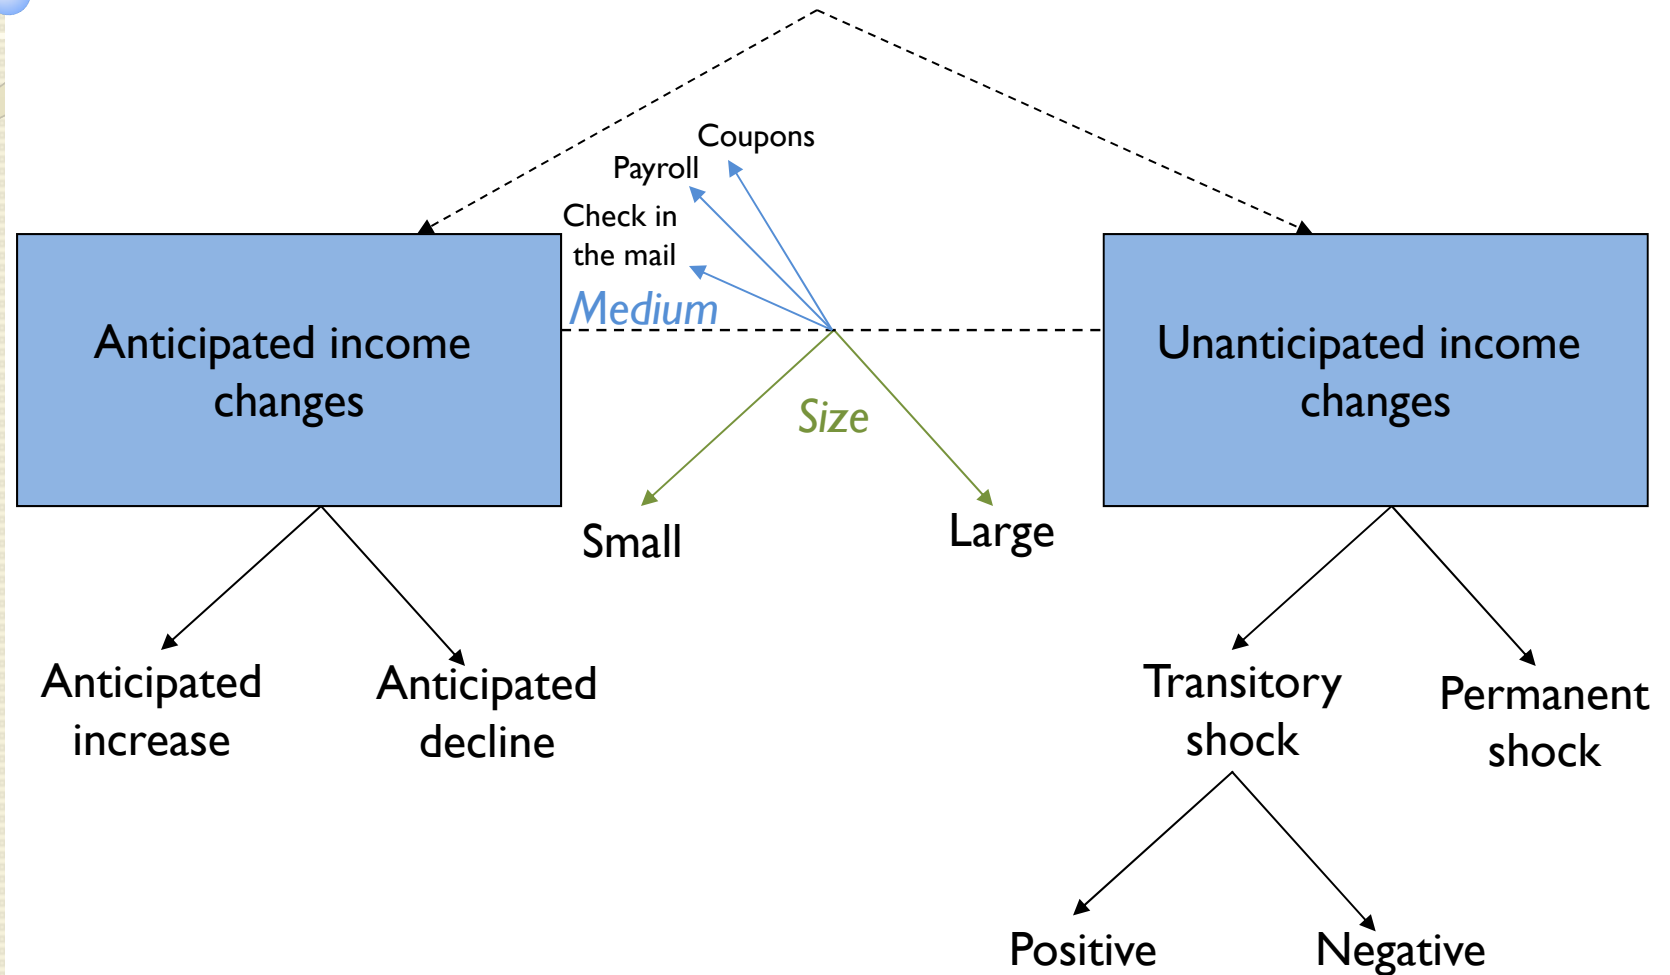 Coupons
Payroll
Check in
the mail
Medium
Anticipated income
changes
Unanticipated income
changes
Size
Small
Large
Anticipated
increase
Anticipated
decline
Transitory
shock
Permanent
shock
Positive
Negative